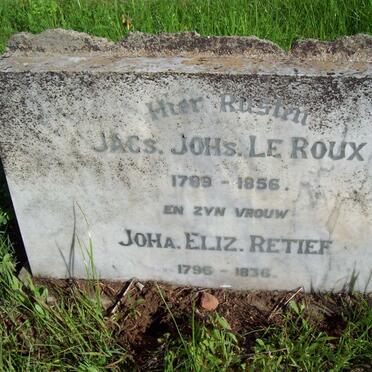 Hier Rusten
JACS. JOHS. LE ROUX
1789 - 1856.
EN ZYN VROUW
JOHA. ELIZ. RETIEF
1796 - 1836.